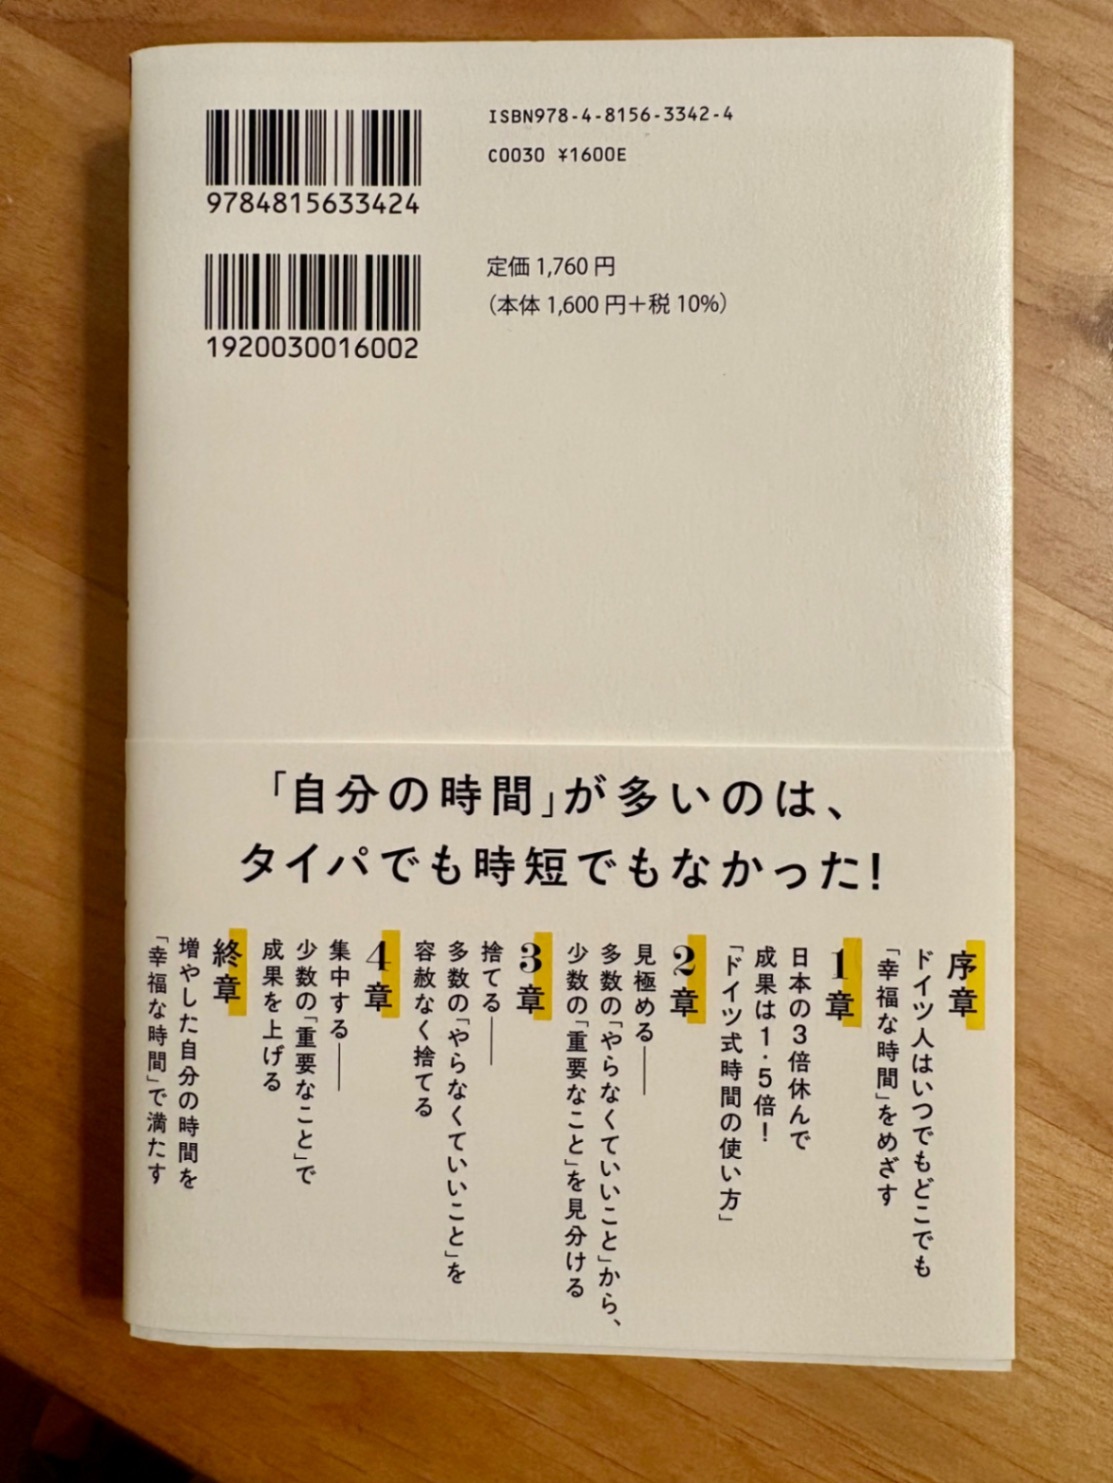 9784815633424
ISBN978-4-8156-3342-4
C0030 ¥1600E
1920030016002
定価1,760円
(本体1,600円+税10%)
「自分の時間」が多いのは、
タイパでも時短でもなかった!
序章
ドイツ人はいつでもどこでも
「幸福な時間」をめざす
1章
日本の3倍休んで
成果は1.5倍!
「ドイツ式時間の使い方」
2章
見極める――
多数の「やらなくていいこと」から、
少数の「重要なこと」を見分ける
3章
捨てる――
多数の「やらなくていいこと」を
容赦なく捨てる
4章
集中する――
少数の「重要なこと」で
成果を上げる
終章
増やした自分の時間を
「幸福な時間」で満たす